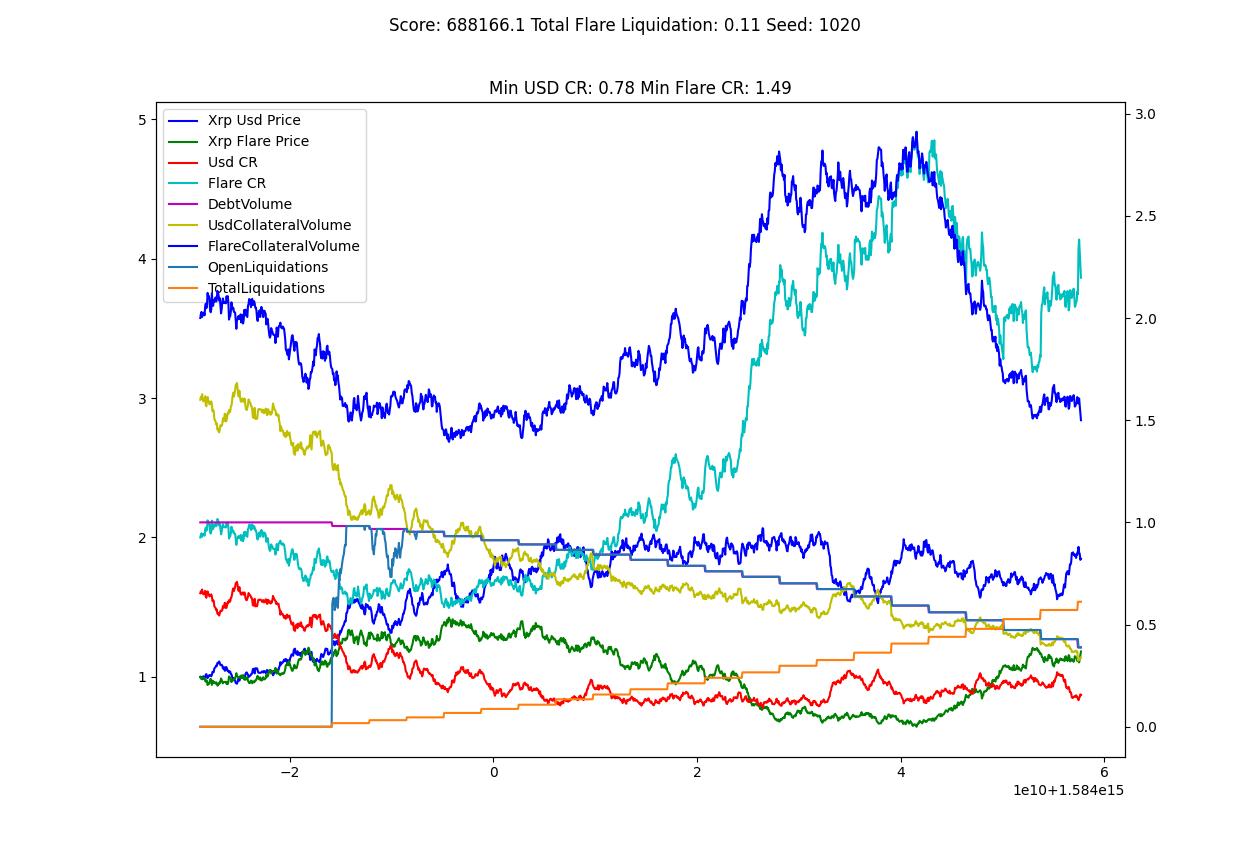 Score: 688166.1 Total Flare Liquidation: 0.11 Seed: 1020
Min USD CR: 0.78 Min Flare CR: 1.49
Xrp Usd Price
Xrp Flare Price
Usd CR
Flare CR
DebtVolume
UsdCollateralVolume
FlareCollateralVolume
OpenLiquidations
TotalLiquidations
5
4
3
2
1
3.0
2.5
2.0
1.5
1.0
0.5
0.0
−2 0 2 4 6
1e10+1.584e15